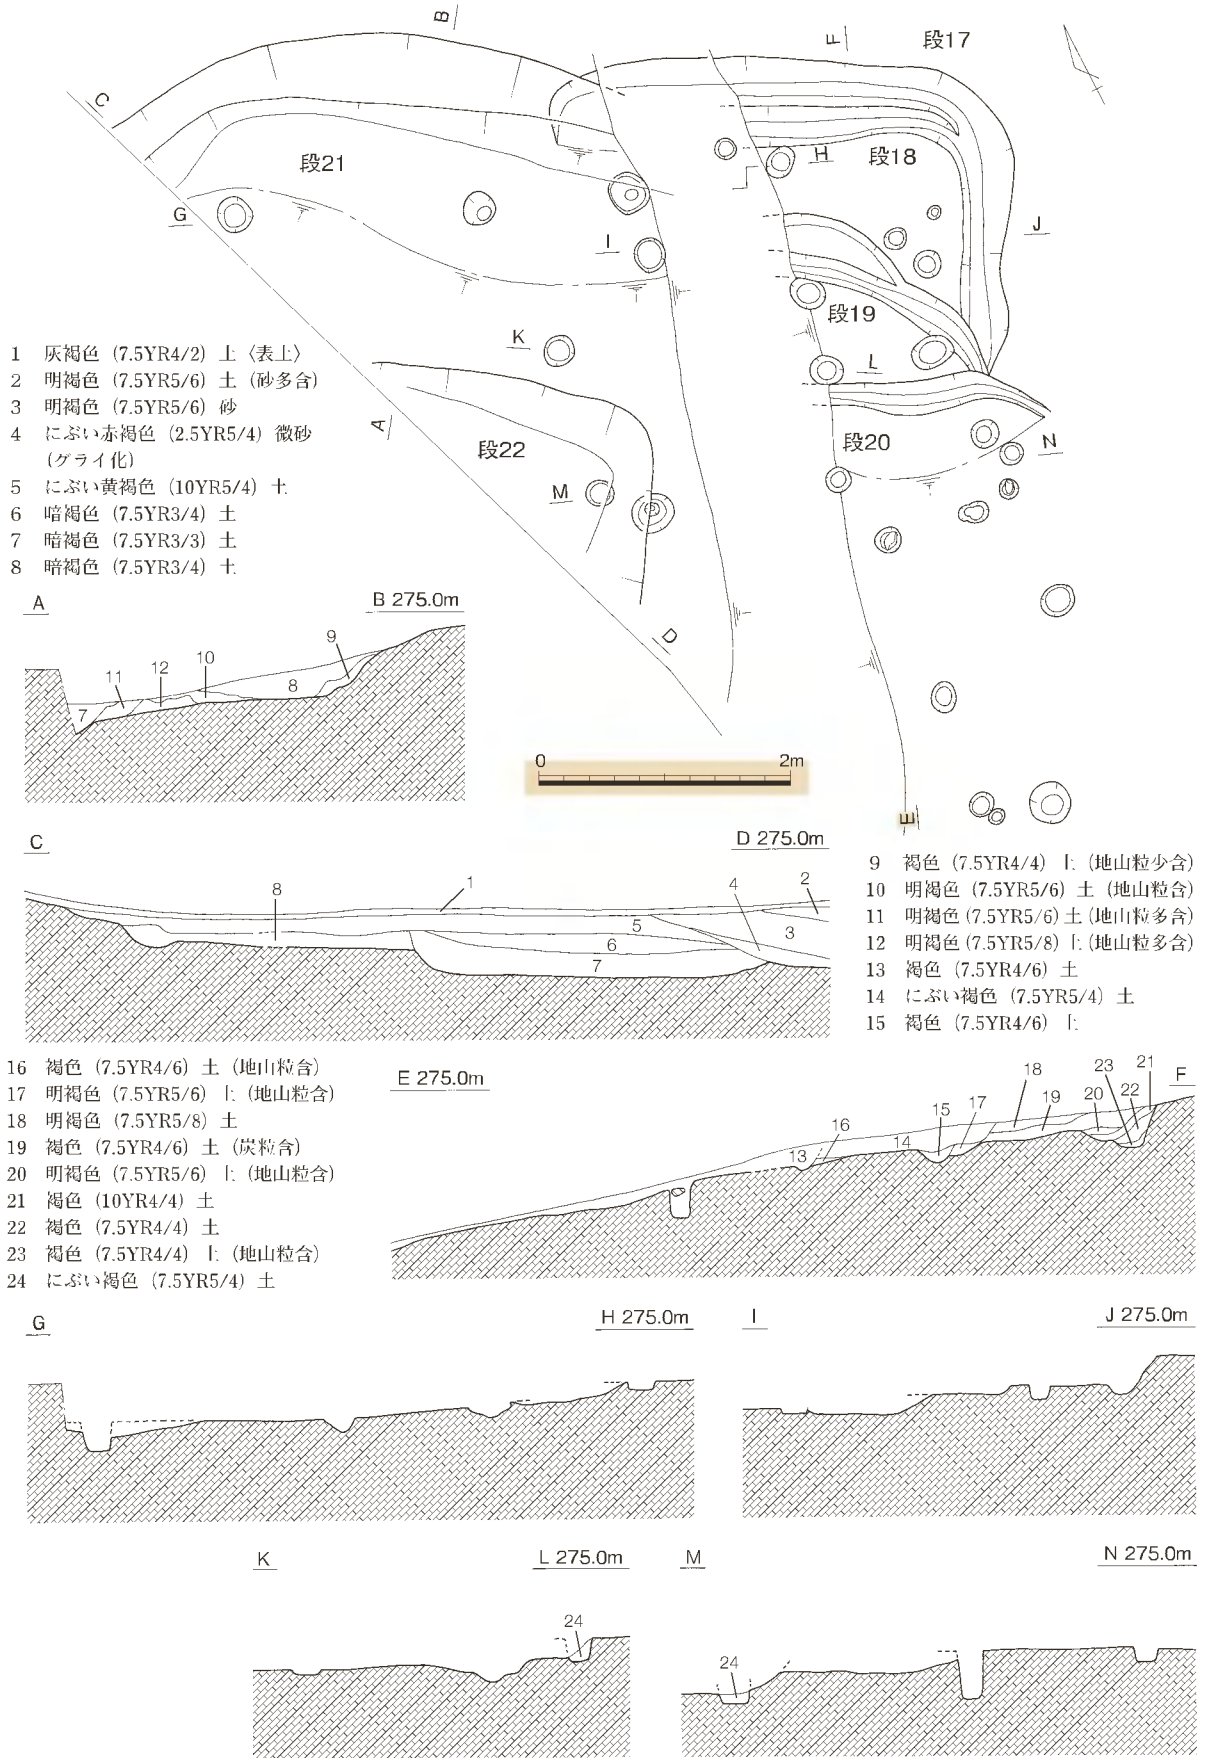 B
F
段17
C
H
段18
段21
G
J
I
段19
K
L
A
段20
段22
N
M
D
E
1 灰褐色 (7.5YR4/2) 土〈表土〉
2 明褐色 (7.5YR5/6) 土 (砂多含)
3 明褐色 (7.5YR5/6) 砂
4 にぶい赤褐色 (2.5YR5/4) 微砂
(グライ化)
5 にぶい黄褐色 (10YR5/4) 土
6 暗褐色 (7.5YR3/4) 土
7 暗褐色 (7.5YR3/3) 土
8 暗褐色 (7.5YR3/4) 土
A
B 275.0m
9
10
12
11
8
7
0 2m
C
D 275.0m
8
1
4
2
5
3
6
7
9 褐色 (7.5YR4/4) 土 (地山粒少含)
10 明褐色 (7.5YR5/6) 土 (地山粒含)
11 明褐色 (7.5YR5/6) 土 (地山粒多含)
12 明褐色 (7.5YR5/8) 土 (地山粒多含)
13 褐色 (7.5YR4/6) 土
14 にぶい褐色 (7.5YR5/4) 土
15 褐色 (7.5YR4/6) 土
16 褐色 (7.5YR4/6) 土 (地山粒含)
17 明褐色 (7.5YR5/6) 土 (地山粒含)
18 明褐色 (7.5YR5/8) 土
19 褐色 (7.5YR4/6) 土 (炭粒含)
20 明褐色 (7.5YR5/6) 土 (地山粒含)
21 褐色 (10YR4/4) 土
22 褐色 (7.5YR4/4) 土
23 褐色 (7.5YR4/4) 土 (地山粒含)
24 にぶい褐色 (7.5YR5/4) 土
E 275.0m
F
21
23
18
22
20
19
17
15
16
14
13
G
H 275.0m
I
J 275.0m
K
L 275.0m
24
M
N 275.0m
24